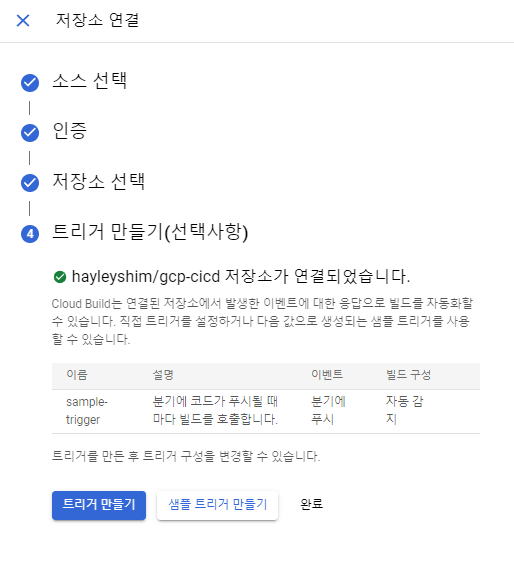 저장소 연결
소스 선택
인증
저장소 선택
4 트리거 만들기(선택사항)
hayleyshim/gcp-cicd 저장소가 연결되었습니다.
Cloud Build는 연결된 저장소에서 발생한 이벤트에 대한 응답으로 빌드를 자동화할
수 있습니다. 직접 트리거를 설정하거나 다음 값으로 생성되는 샘플 트리거를 사용
할 수 있습니다.
이름 설명 이벤트 빌드 구성
sample- 분기에 코드가 푸시될 때 분기에 자동 감
trigger 마다 빌드를 호출합니다. 푸시 지
트리거를 만든 후 트리거 구성을 변경할 수 있습니다.
트리거 만들기 샘플 트리거 만들기 완료